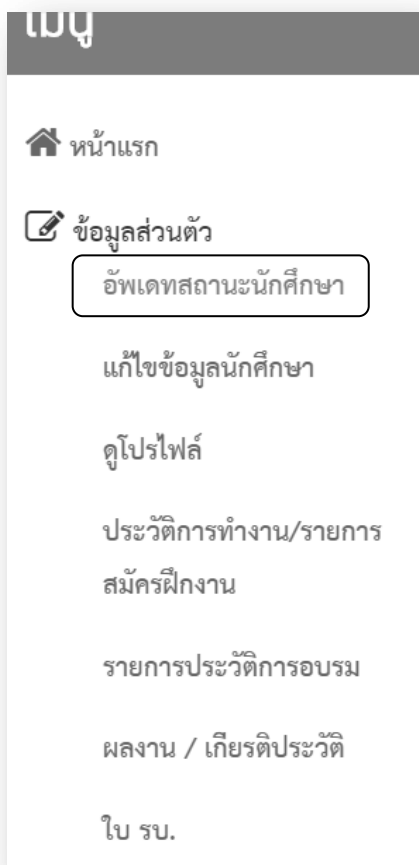 เมนู
หน้าแรก
ข้อมูลส่วนตัว
อัพเดทสถานะนักศึกษา
แก้ไขข้อมูลนักศึกษา
ดูโปรไฟล์
ประวัติการทำงาน/รายการ
สมัครฝึกงาน
รายการประวัติการอบรม
ผลงาน / เกียรติประวัติ
ใบ รบ.